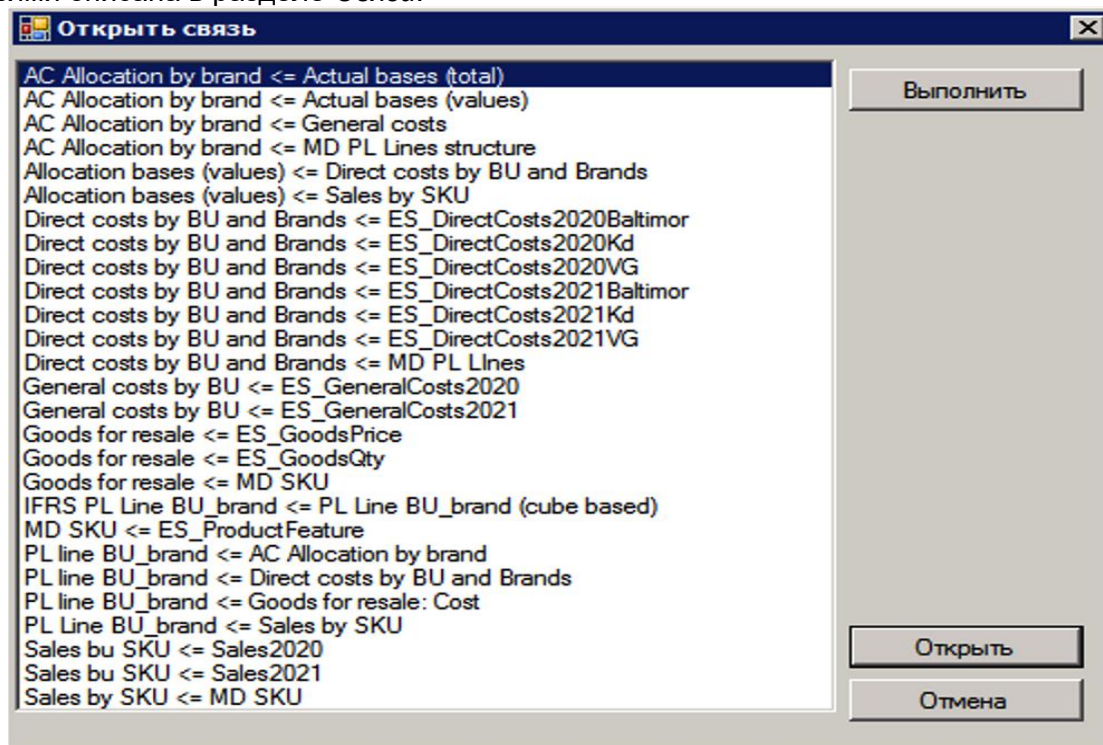 описана в разделе
Открыть связь
AC Allocation by brand <= Actual bases (total)
AC Allocation by brand <= Actual bases (values)
AC Allocation by brand <= General costs
AC Allocation by brand <= MD PL Lines structure
Allocation bases (values) <= Direct costs by BU and Brands
Allocation bases (values) <= Sales by SKU
Direct costs by BU and Brands <= ES_DirectCosts2020Baltimor
Direct costs by BU and Brands <= ES_DirectCosts2020Kd
Direct costs by BU and Brands <= ES_DirectCosts2020VG
Direct costs by BU and Brands <= ES_DirectCosts2021Baltimor
Direct costs by BU and Brands <= ES_DirectCosts2021Kd
Direct costs by BU and Brands <= ES_DirectCosts2021VG
Direct costs by BU and Brands <= MD PL LInes
General costs by BU <= ES_GeneralCosts2020
General costs by BU <= ES_GeneralCosts2021
Goods for resale <= ES_GoodsPrice
Goods for resale <= ES_GoodsQty
Goods for resale <= MD SKU
IFRS PL Line BU_brand <= PL Line BU_brand (cube based)
MD SKU <= ES_ProductFeature
PL line BU_brand <= AC Allocation by brand
PL line BU_brand <= Direct costs by BU and Brands
PL line BU_brand <= Goods for resale: Cost
PL Line BU_brand <= Sales by SKU
Sales bu SKU <= Sales2020
Sales bu SKU <= Sales2021
Sales by SKU <= MD SKU
Выполнить
Открыть
Отмена